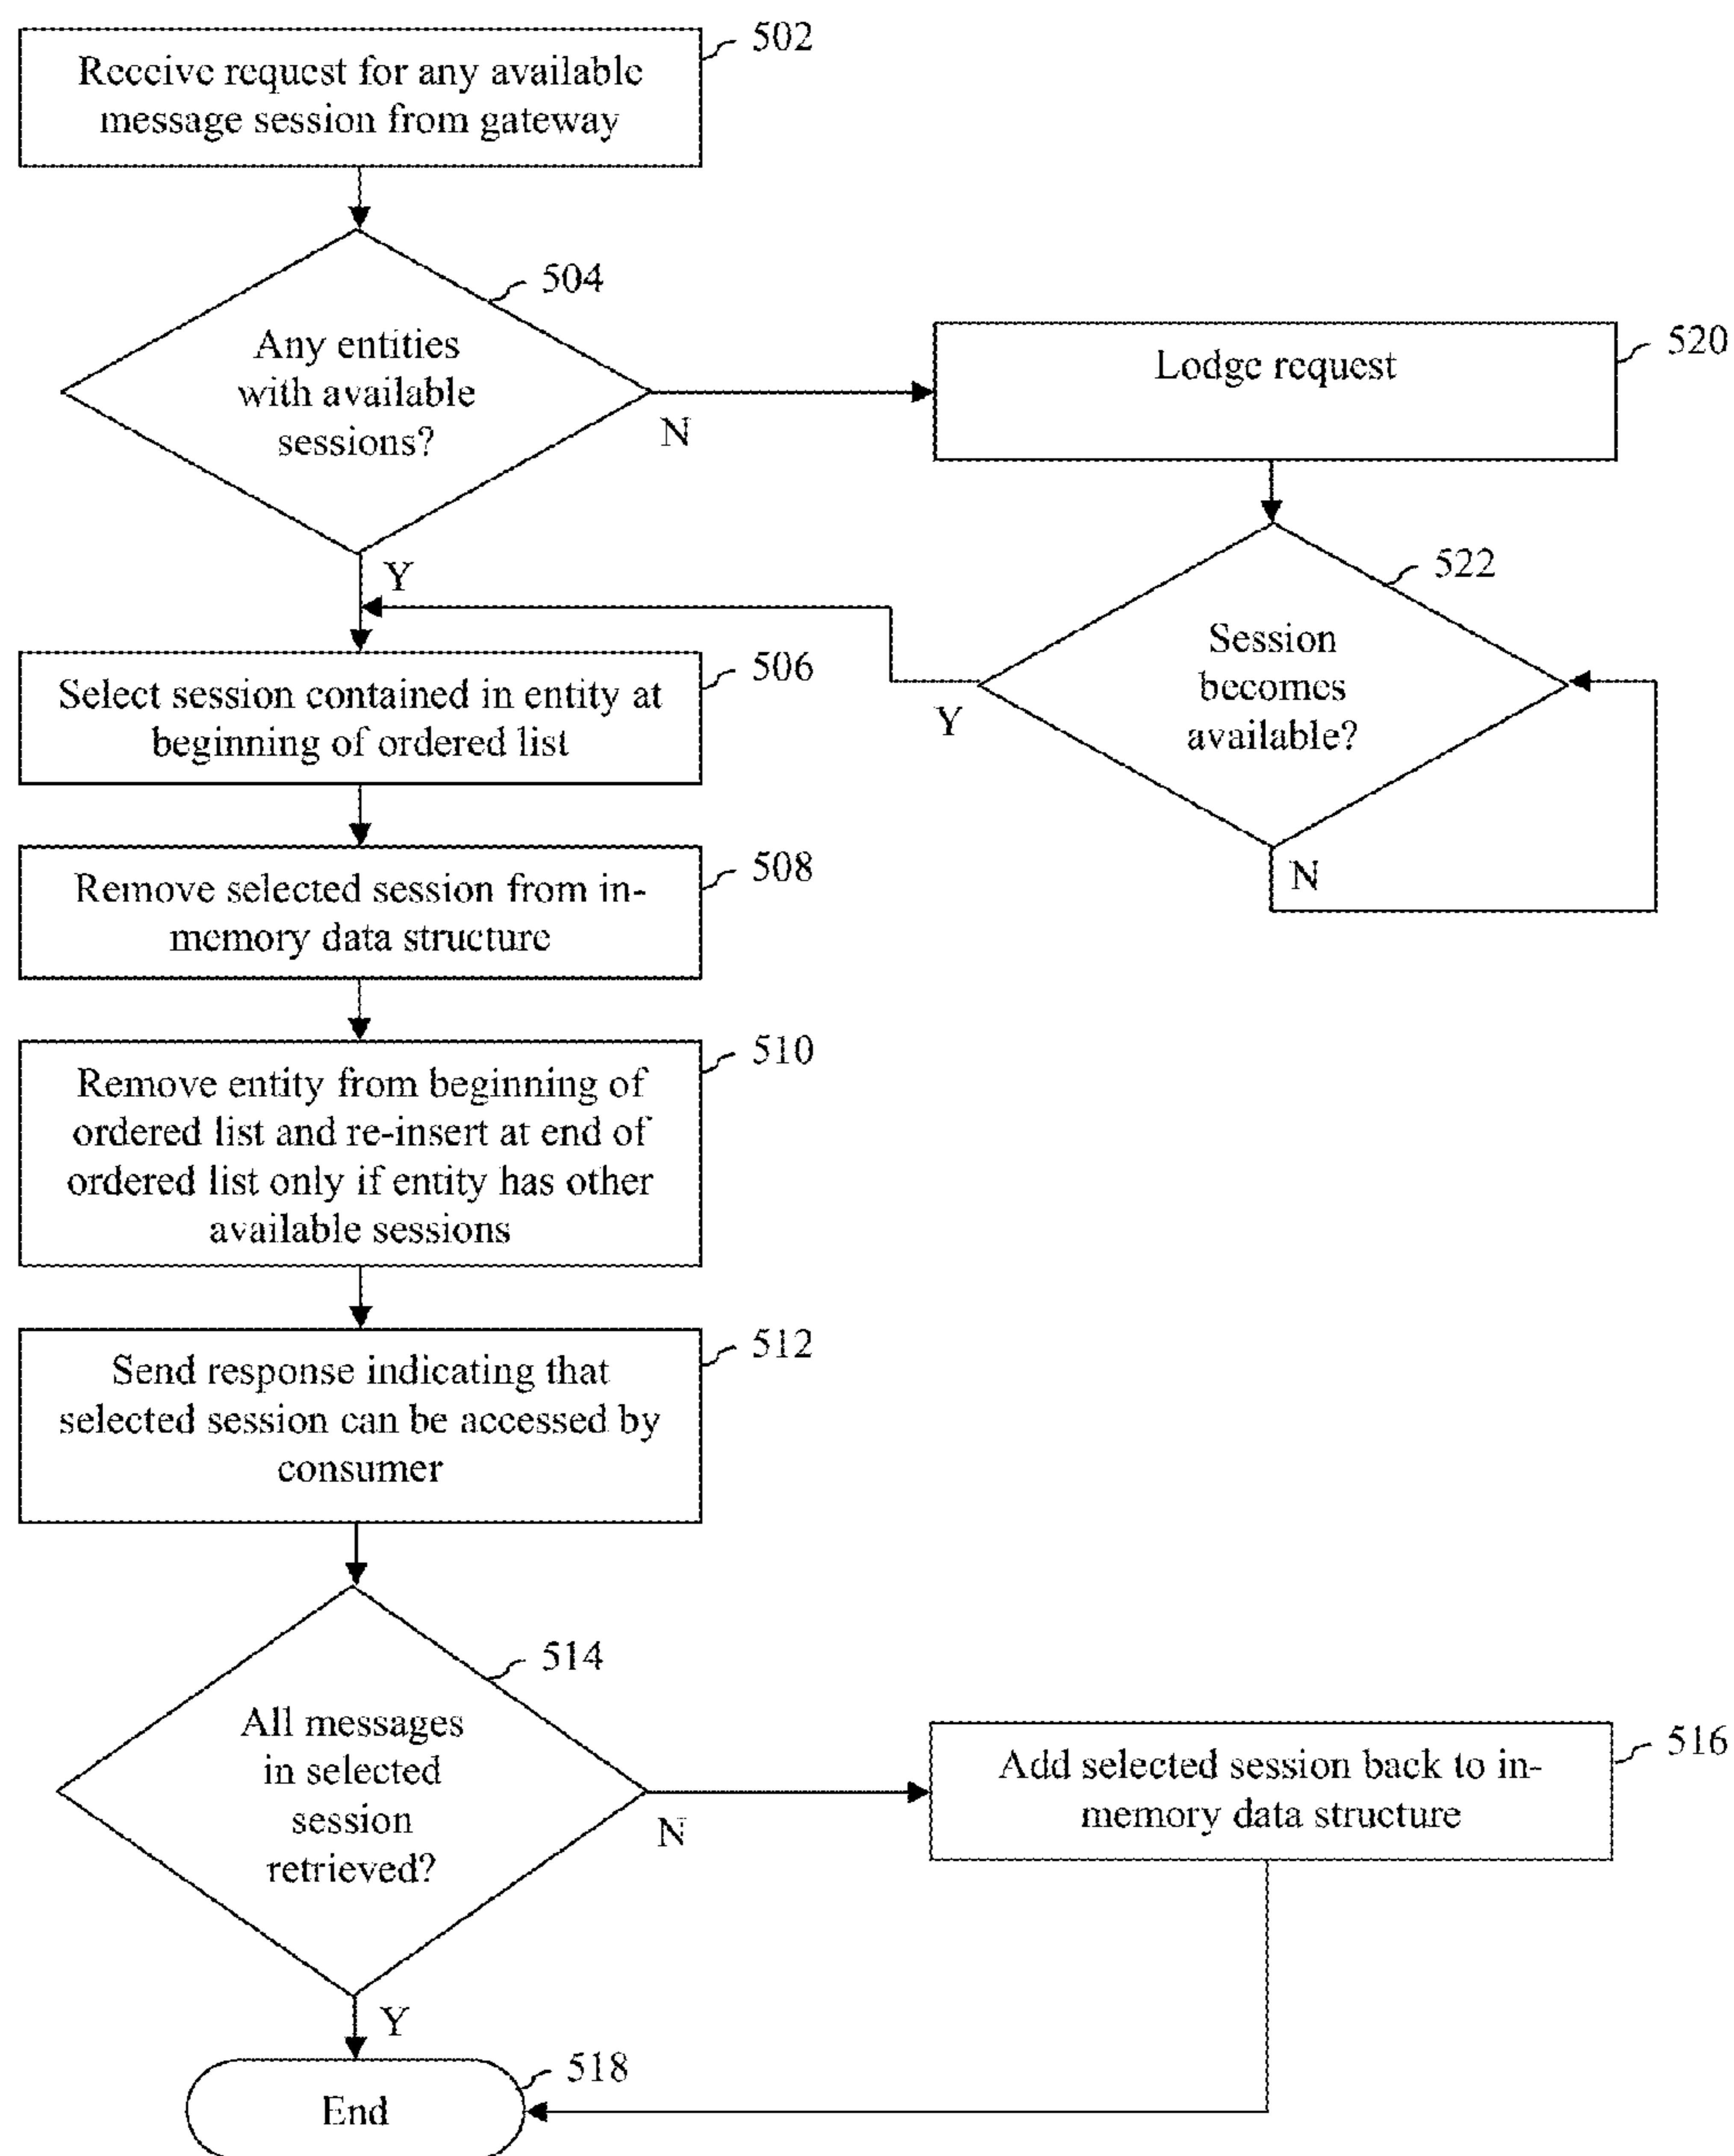 502
Receive request for any available
message session from gateway
504
Any entities
with available
sessions?
N
Y
520
Lodge request
522
Session
becomes
available?
Y
N
506
Select session contained in entity at
beginning of ordered list
508
Remove selected session from in-
memory data structure
510
Remove entity from beginning of
ordered list and re-insert at end of
ordered list only if entity has other
available sessions
512
Send response indicating that
selected session can be accessed by
consumer
514
All messages
in selected
session
retrieved?
N
Y
516
Add selected session back to in-
memory data structure
518
End